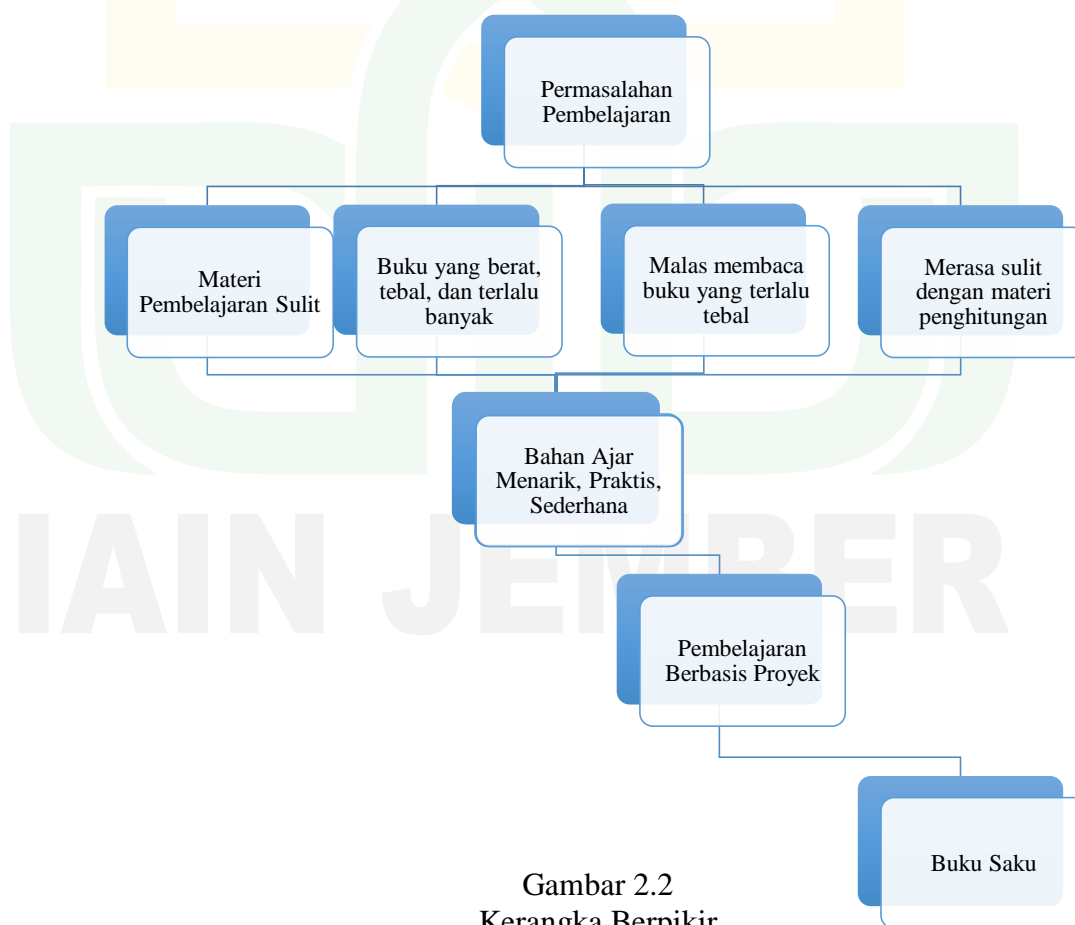 Permasalahan
Pembelajaran
Materi
Pembelajaran Sulit
Buku yang berat,
tebal, dan terlalu
banyak
Malas membaca
buku yang terlalu
tebal
Merasa sulit
dengan materi
penghitungan
Bahan Ajar
Menarik, Praktis,
Sederhana
IAIN JEMBER
Pembelajaran
Berbasis Proyek
Buku Saku
Gambar 2.2
Kerangka Berpikir